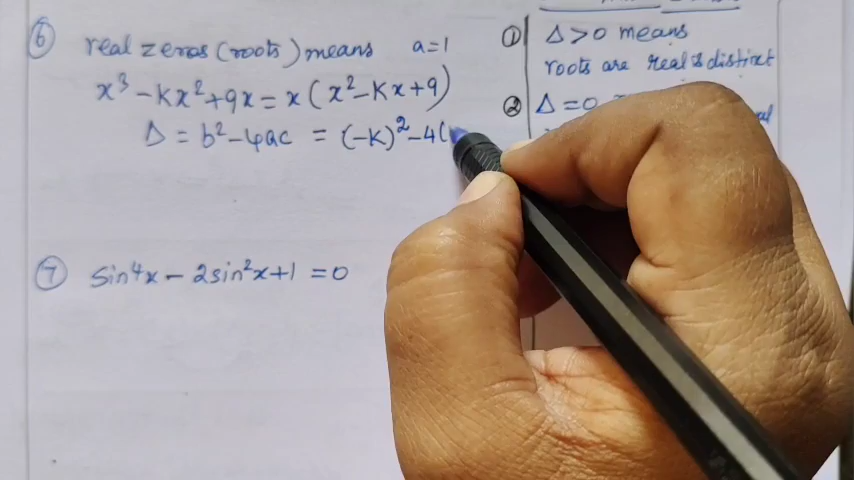 ⑥ real zeros (roots) means a=1
x³ - Kx² + 9x = x(x² - Kx + 9)
Δ = b² - 4ac = (-K)² - 4(
⑦ sin⁴x - 2sin²x + 1 = 0
① Δ > 0 means
roots are real & distinct
② Δ = 0